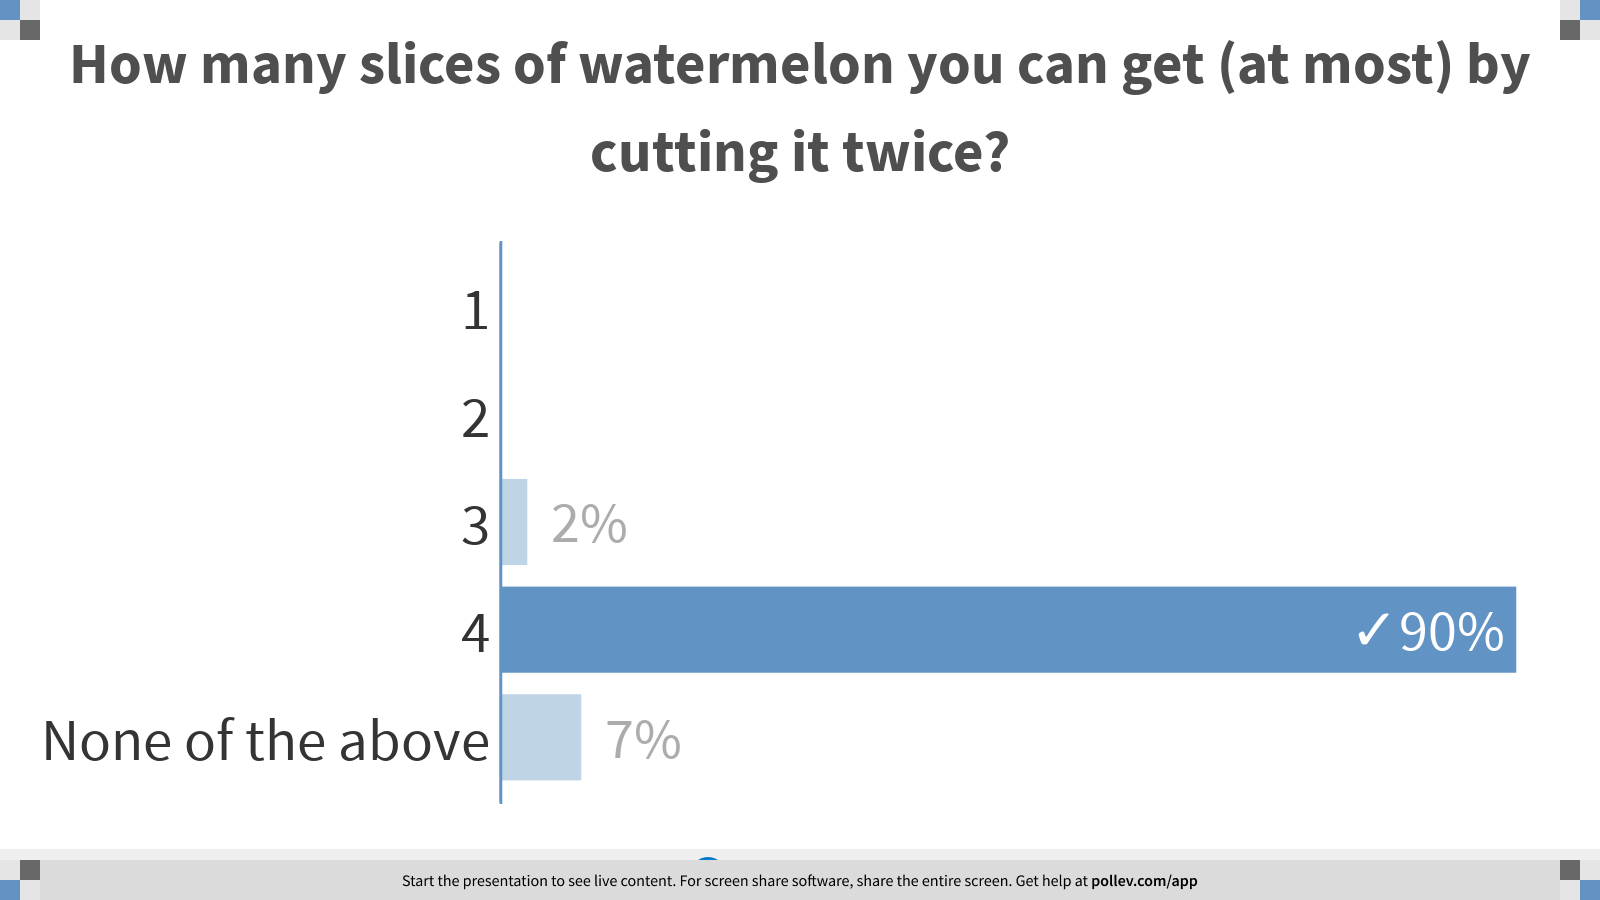 How many slices of watermelon you can get (at most) by
cutting it twice?
1
2
3 2%
4 ✓90%
None of the above 7%
Start the presentation to see live content. For screen share software, share the entire screen. Get help at pollev.com/app